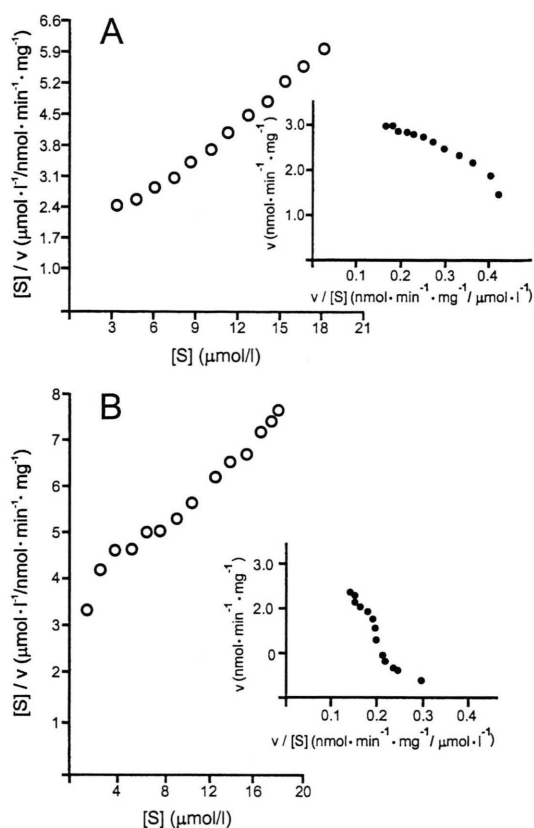 A
6.6
5.9
5.2
4.5
3.8
3.1
2.4
1.0
[S] / v (μmol·l⁻¹/nmol·min⁻¹·mg⁻¹)
3 6 9 12 15 18 21
[S] (μmol/l)
3.0
2.0
1.0
v (nmol·min⁻¹·mg⁻¹)
0.1 0.2 0.3 0.4
v / [S] (nmol·min⁻¹·mg⁻¹/μmol·l⁻¹)
B
8
7
6
5
4
3
2
1
[S] / v (μmol·l⁻¹/nmol·min⁻¹·mg⁻¹)
4 8 12 16 20
[S] (μmol/l)
3.0
2.0
0
v (nmol·min⁻¹·mg⁻¹)
0.1 0.2 0.3 0.4
v / [S] (nmol·min⁻¹·mg⁻¹/μmol·l⁻¹)